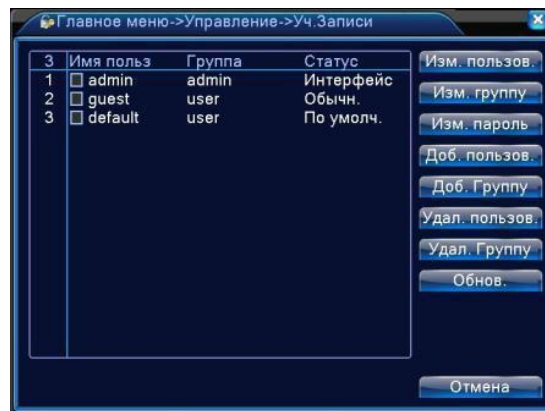 Главное меню->Управление->Уч.Записи
3 Имя польз Группа Статус
1 admin admin Интерфейс
2 guest user Обычн.
3 default user По умолч.
Изм. пользов.
Изм. группу
Изм. пароль
Доб. пользов.
Доб. Группу
Удал. пользов.
Удал. Группу
Обнов.
Отмена